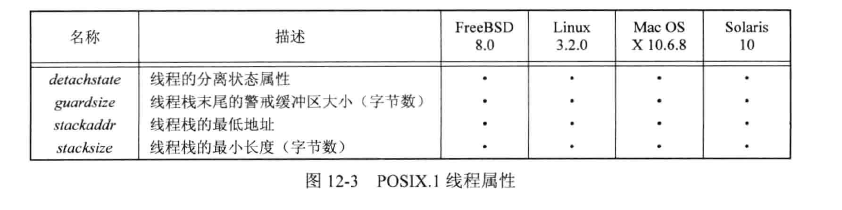 名称 描述 FreeBSD 8.0 Linux 3.2.0 Mac OS X 10.6.8 Solaris 10
detachstate 线程的分离状态属性 • • • •
guardsize 线程栈末尾的警戒缓冲区大小（字节数） • • • •
stackaddr 线程栈的最低地址 • • • •
stacksize 线程栈的最小长度（字节数） • • • •
图 12-3 POSIX.1 线程属性